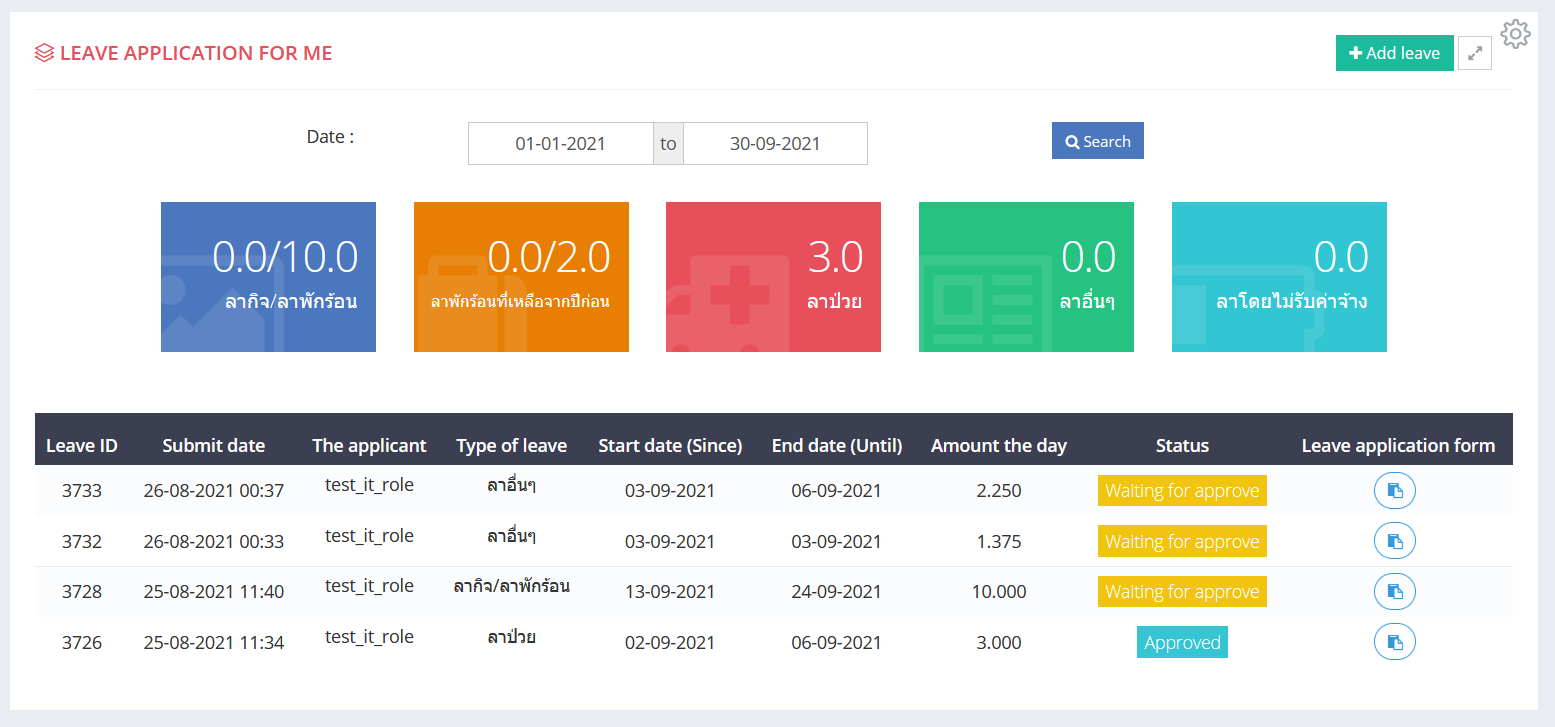 LEAVE APPLICATION FOR ME
Add leave
Date :
01-01-2021 to 30-09-2021
Search
0.0/10.0
ลากิจ/ลาพักร้อน
0.0/2.0
ลาพักร้อนที่เหลือจากปีก่อน
3.0
ลาป่วย
0.0
ลาอื่นๆ
0.0
ลาโดยไม่รับค่าจ้าง
Leave ID Submit date The applicant Type of leave Start date (Since) End date (Until) Amount the day Status Leave application form
3733 26-08-2021 00:37 test_it_role ลาอื่นๆ 03-09-2021 06-09-2021 2.250 Waiting for approve
3732 26-08-2021 00:33 test_it_role ลาอื่นๆ 03-09-2021 03-09-2021 1.375 Waiting for approve
3728 25-08-2021 11:40 test_it_role ลากิจ/ลาพักร้อน 13-09-2021 24-09-2021 10.000 Waiting for approve
3726 25-08-2021 11:34 test_it_role ลาป่วย 02-09-2021 06-09-2021 3.000 Approved